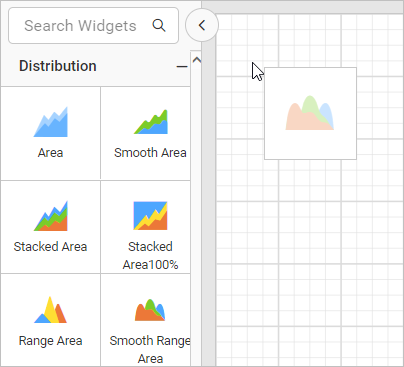 Search Widgets
Distribution
Area
Smooth Area
Stacked Area
Stacked
Area100%
Range Area
Smooth Range
Area